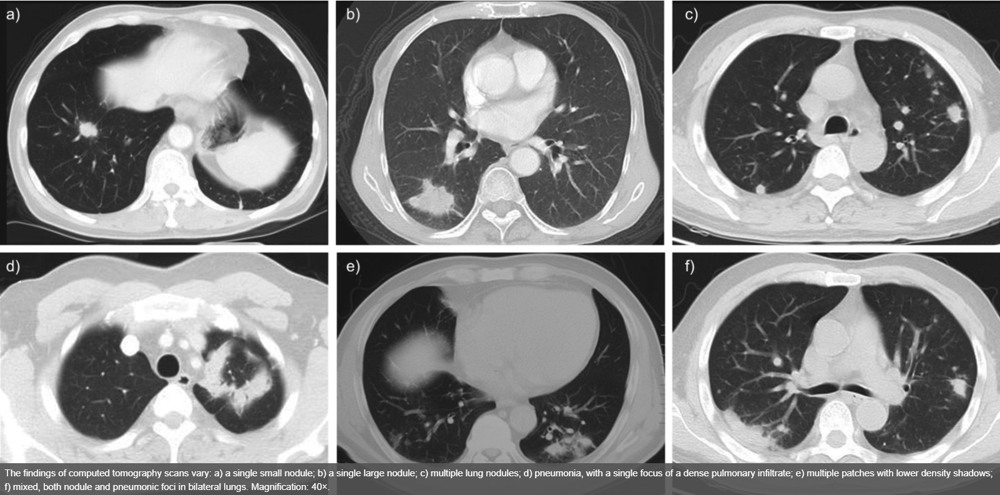 a)
b)
c)
d)
e)
f)
The findings of computed tomography scans vary: a) a single small nodule; b) a single large nodule; c) multiple lung nodules; d) pneumonia, with a single focus of a dense pulmonary infiltrate; e) multiple patches with lower density shadows;
f) mixed, both nodule and pneumonic foci in bilateral lungs. Magnification: 40×.